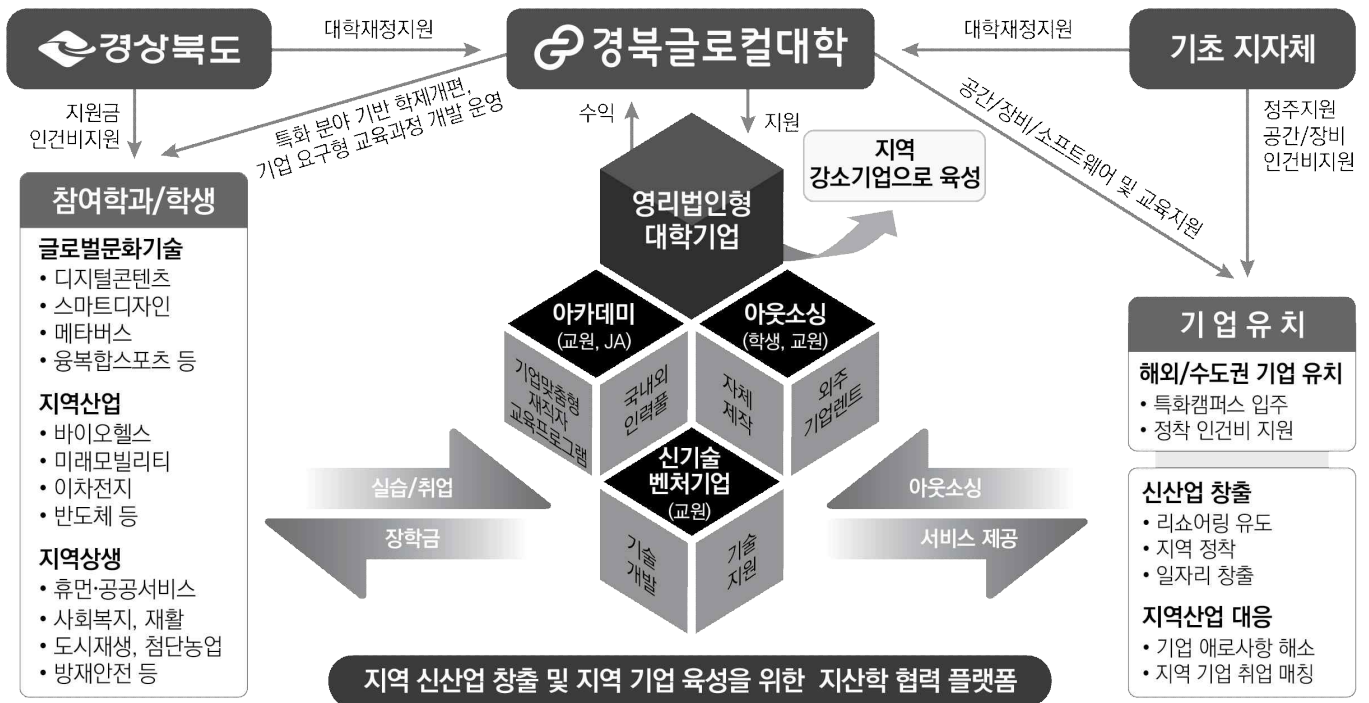 경상북도
대학재정지원
경북글로컬대학
대학재정지원
기초 지자체
지원금
인건비지원
특화 분야 기반 학제개편,
기업 요구형 교육과정 개발 운영
수익
지원
공간/장비/소프트웨어 및 교육지원
정주지원
공간/장비
인건비지원
지역
강소기업으로 육성
영리법인형
대학기업
참여학과/학생
글로벌문화기술
• 디지털콘텐츠
• 스마트디자인
• 메타버스
• 융복합스포츠 등
지역산업
• 바이오헬스
• 미래모빌리티
• 이차전지
• 반도체 등
지역상생
• 휴먼·공공서비스
• 사회복지, 재활
• 도시재생, 첨단농업
• 방재안전 등
아카데미
(교원, JA)
기업맞춤형
재직자
교육프로그램
국내외
인력풀
아웃소싱
(학생, 교원)
자체
제작
외주
기업렌트
신기술
벤처기업
(교원)
기술
개발
기술
지원
실습/취업
장학금
아웃소싱
서비스 제공
기업유치
해외/수도권 기업 유치
• 특화캠퍼스 입주
• 정착 인건비 지원
신산업 창출
• 리쇼어링 유도
• 지역 정착
• 일자리 창출
지역산업 대응
• 기업 애로사항 해소
• 지역 기업 취업 매칭
지역 신산업 창출 및 지역 기업 육성을 위한 지산학 협력 플랫폼